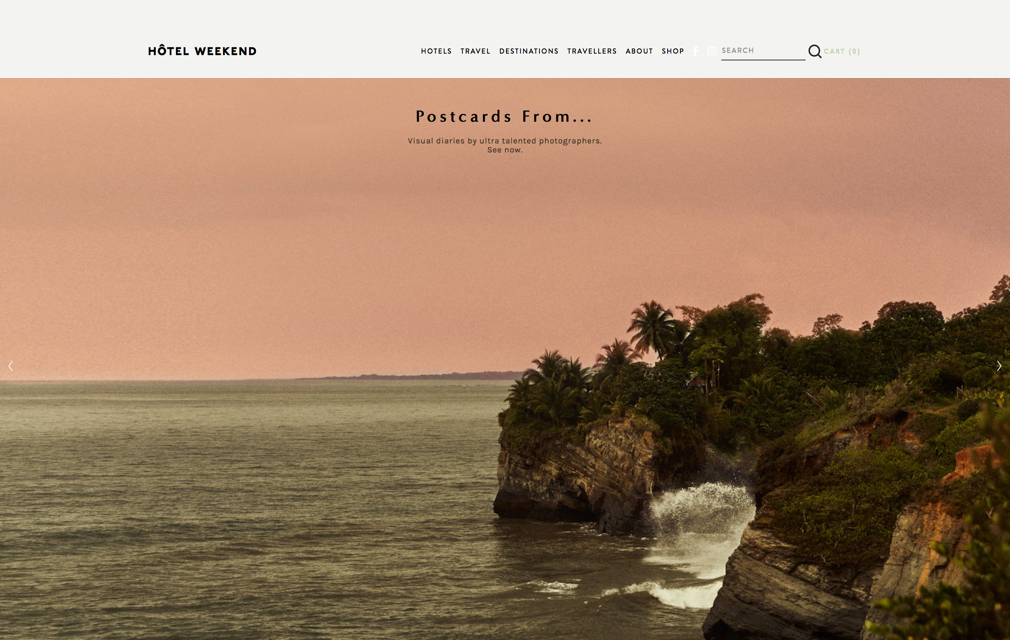 HÔTEL WEEKEND
HOTELS TRAVEL DESTINATIONS TRAVELLERS ABOUT SHOP SEARCH CART (0)
Postcards From...
Visual diaries by ultra talented photographers.
See now.